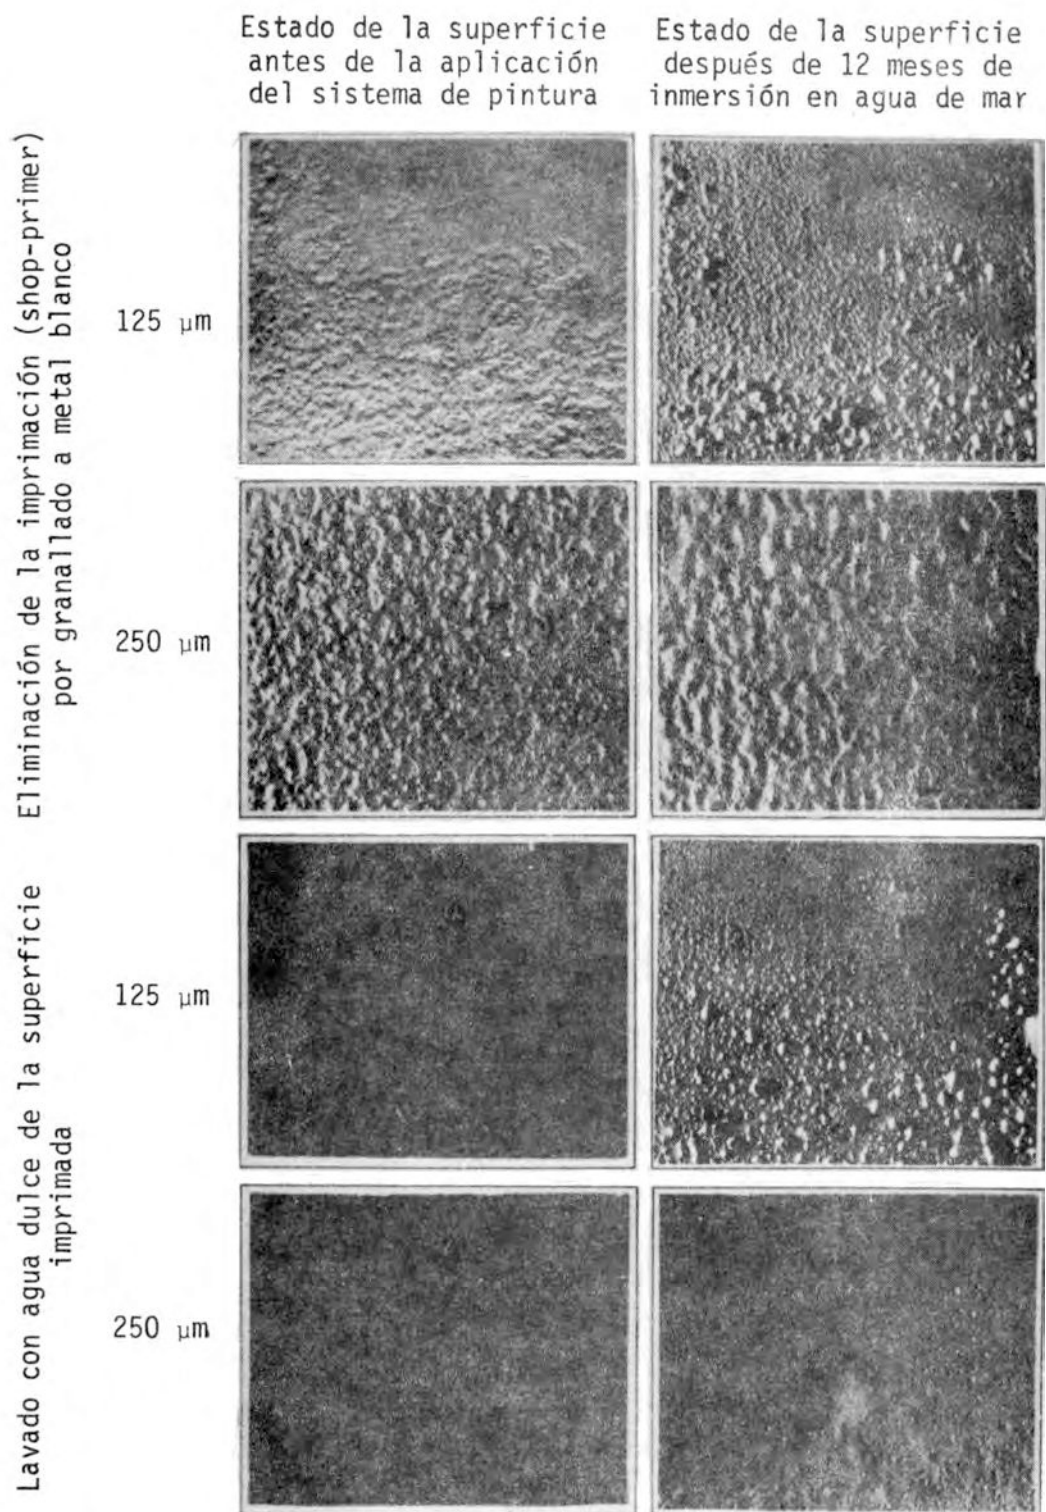 Estado de la superficie
antes de la aplicación
del sistema de pintura
Estado de la superficie
después de 12 meses de
inmersión en agua de mar
Eliminación de la imprimación (shop-primer)
por granallado a metal blanco
125 μm
250 μm
Lavado con agua dulce de la superficie
imprimada
125 μm
250 μm